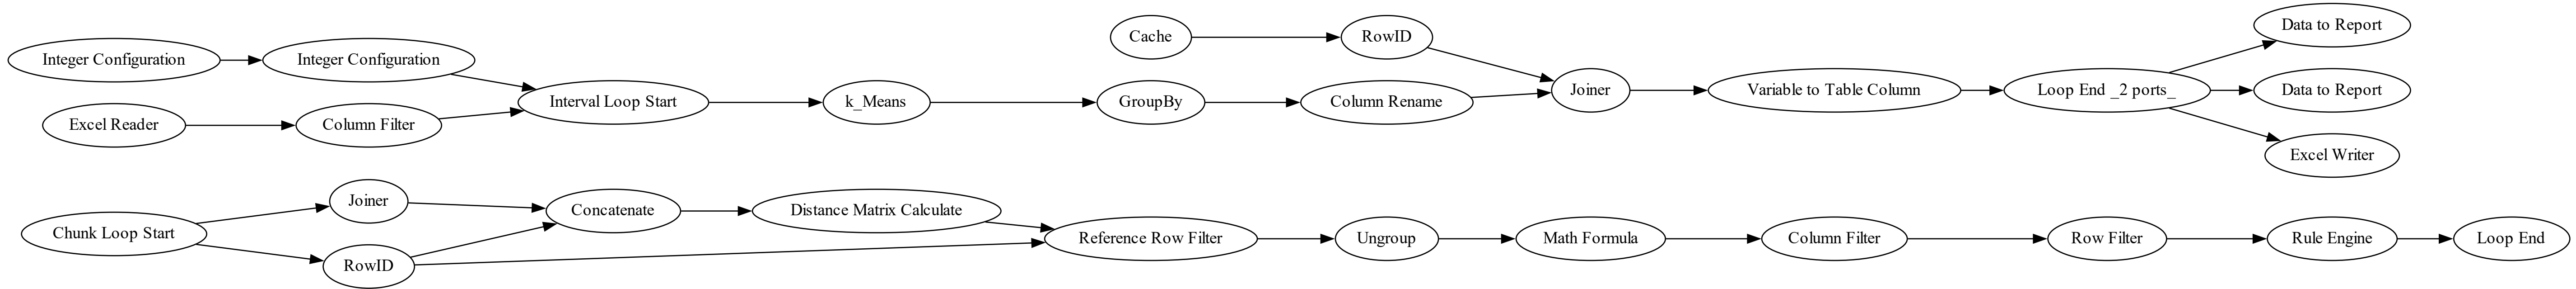 Data to Report
Cache
RowID
Integer Configuration
Integer Configuration
Interval Loop Start
k_Means
GroupBy
Column Rename
Joiner
Variable to Table Column
Loop End _2 ports_
Data to Report
Excel Reader
Column Filter
Excel Writer
Joiner
Concatenate
Distance Matrix Calculate
Chunk Loop Start
RowID
Reference Row Filter
Ungroup
Math Formula
Column Filter
Row Filter
Rule Engine
Loop End